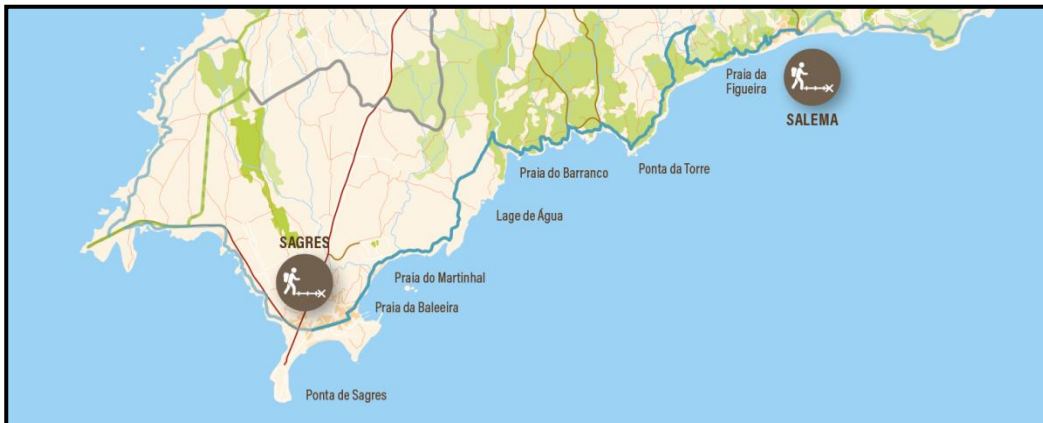 Praia da
Figueira
SALEMA
Praia do Barranco
Ponta da Torre
Lage de Água
SAGRES
Praia do Martinhal
Praia da Baleeira
Ponta de Sagres